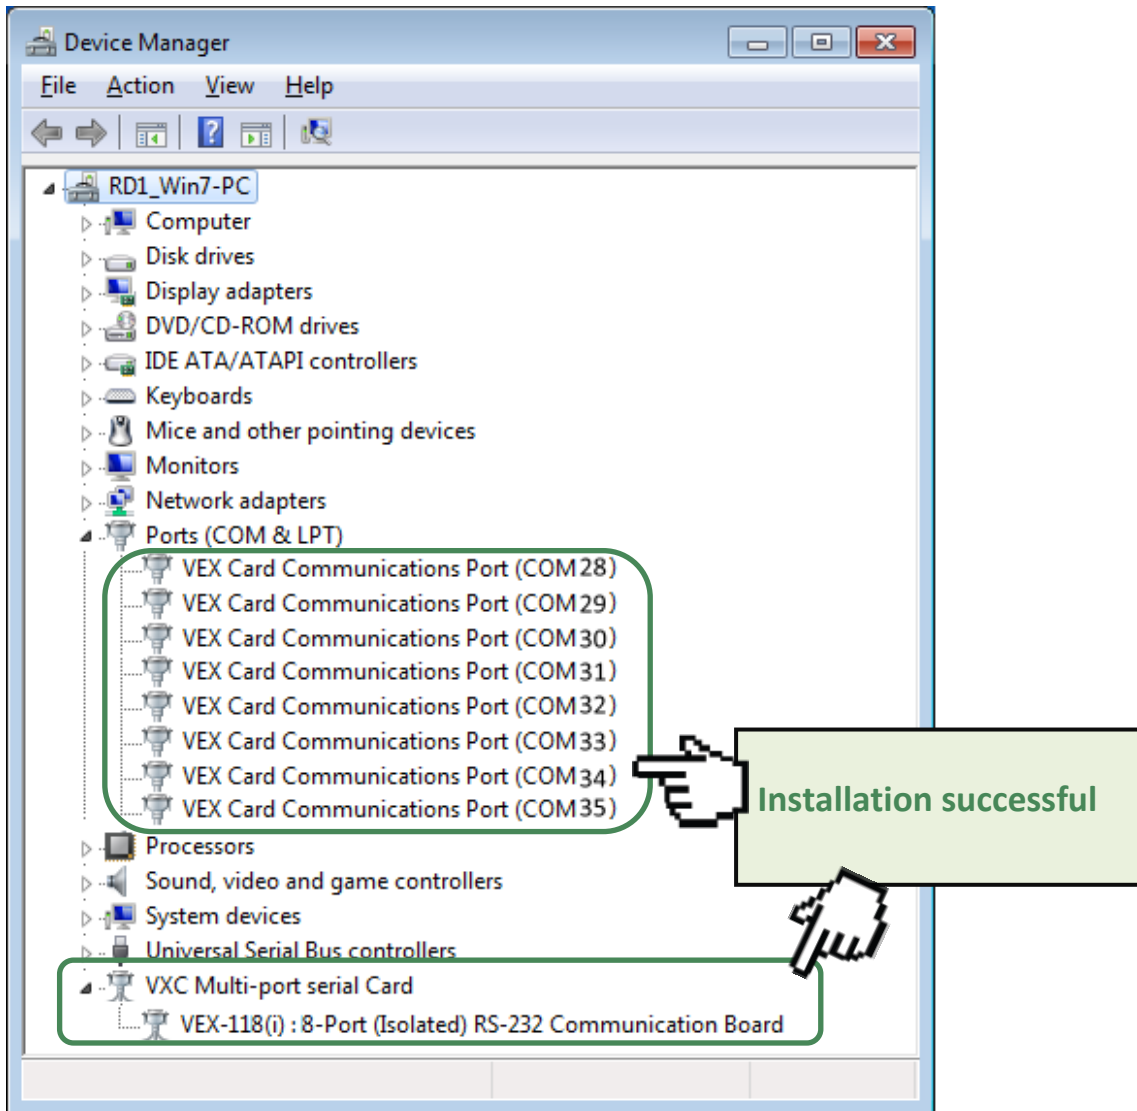 Device Manager
File Action View Help
RD1_Win7-PC
Computer
Disk drives
Display adapters
DVD/CD-ROM drives
IDE ATA/ATAPI controllers
Keyboards
Mice and other pointing devices
Monitors
Network adapters
Ports (COM & LPT)
VEX Card Communications Port (COM28)
VEX Card Communications Port (COM29)
VEX Card Communications Port (COM30)
VEX Card Communications Port (COM31)
VEX Card Communications Port (COM32)
VEX Card Communications Port (COM33)
VEX Card Communications Port (COM34)
VEX Card Communications Port (COM35)
Installation successful
Processors
Sound, video and game controllers
System devices
Universal Serial Bus controllers
VXC Multi-port serial Card
VEX-118(i) : 8-Port (Isolated) RS-232 Communication Board